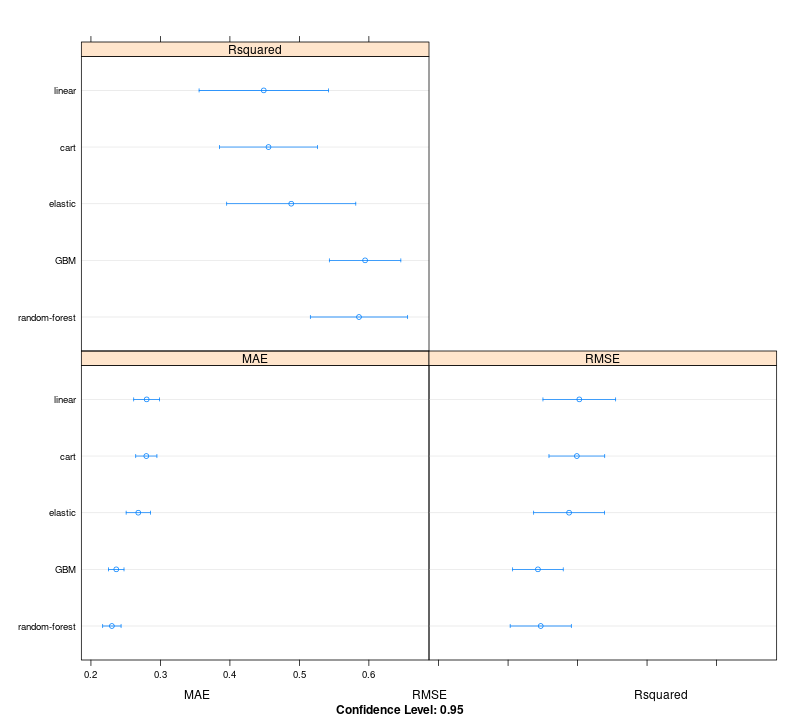 Rsquared
linear
cart
elastic
GBM
random-forest
MAE RMSE
linear
cart
elastic
GBM
random-forest
0.2 0.3 0.4 0.5 0.6
MAE RMSE Rsquared
Confidence Level: 0.95